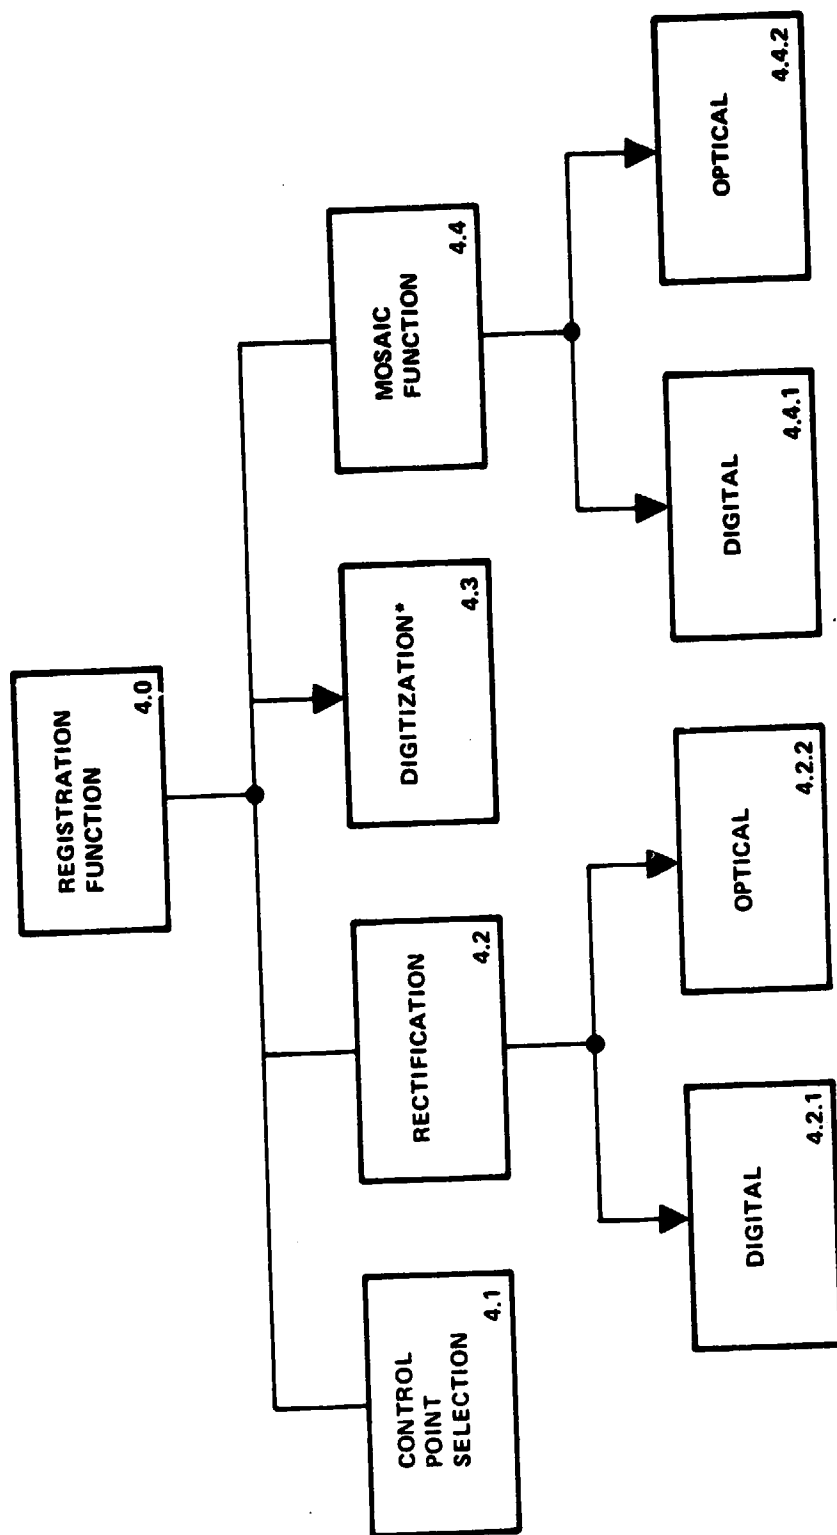 REGISTRATION
FUNCTION
4.0
CONTROL
POINT
SELECTION
4.1
RECTIFICATION
4.2
DIGITIZATION*
4.3
MOSAIC
FUNCTION
4.4
DIGITAL
4.2.1
OPTICAL
4.2.2
DIGITAL
4.4.1
OPTICAL
4.4.2